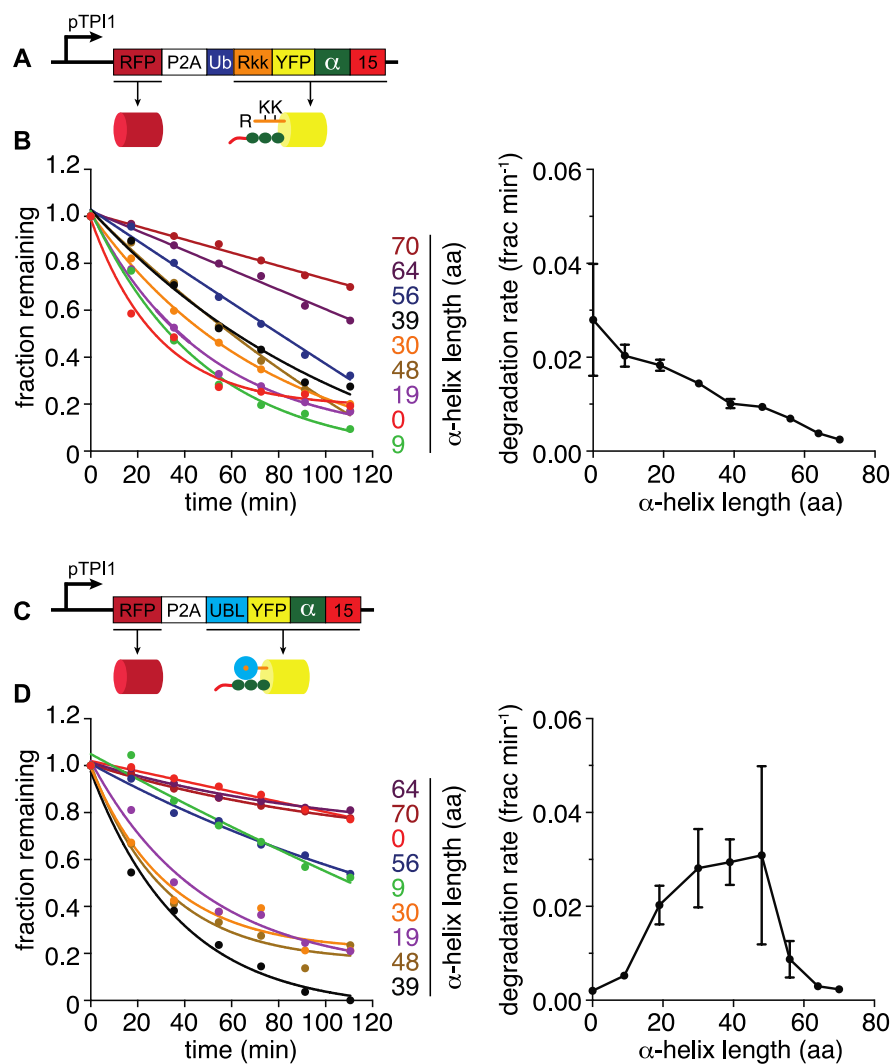 pTPI1
A
RFP P2A Ub Rkk YFP α 15
KK
R
B
1.2
1.0
0.8
0.6
0.4
0.2
0
fraction remaining
0 20 40 60 80 100 120
time (min)
70
64
56
39
30
48
19
0
9
α-helix length (aa)
0.06
0.04
0.02
0.00
degradation rate (frac min-1)
0 20 40 60 80
α-helix length (aa)
pTPI1
C
RFP P2A UBL YFP α 15
D
1.2
1.0
0.8
0.6
0.4
0.2
0
fraction remaining
0 20 40 60 80 100 120
time (min)
64
70
0
56
9
30
19
48
39
α-helix length (aa)
0.06
0.04
0.02
0.00
degradation rate (frac min-1)
0 20 40 60 80
α-helix length (aa)